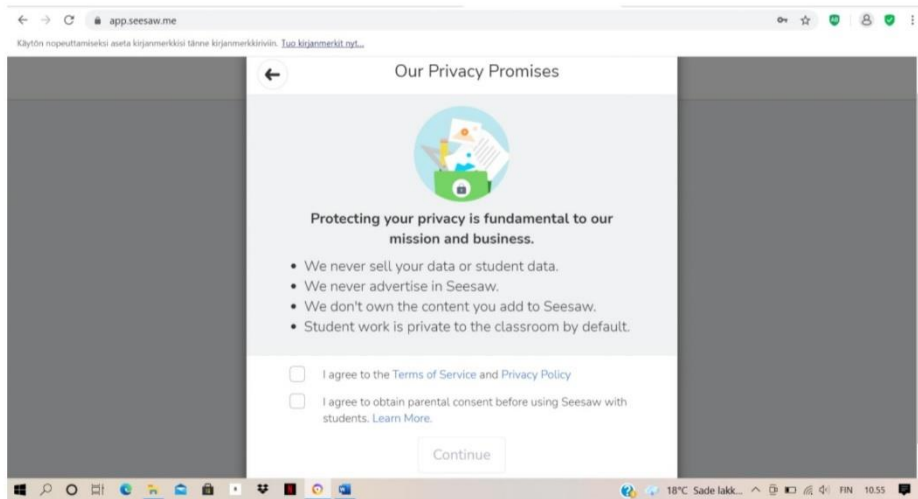 app.seesaw.me
Käytön nopeuttamiseksi aseta kirjanmerkkisi tänne kirjanmerkkiriviin. Tuo kirjanmerkit nyt...
Our Privacy Promises
Protecting your privacy is fundamental to our
mission and business.
• We never sell your data or student data.
• We never advertise in Seesaw.
• We don't own the content you add to Seesaw.
• Student work is private to the classroom by default.
I agree to the Terms of Service and Privacy Policy
I agree to obtain parental consent before using Seesaw with
students. Learn More.
Continue
18°C Sade lakk... FIN 10.55